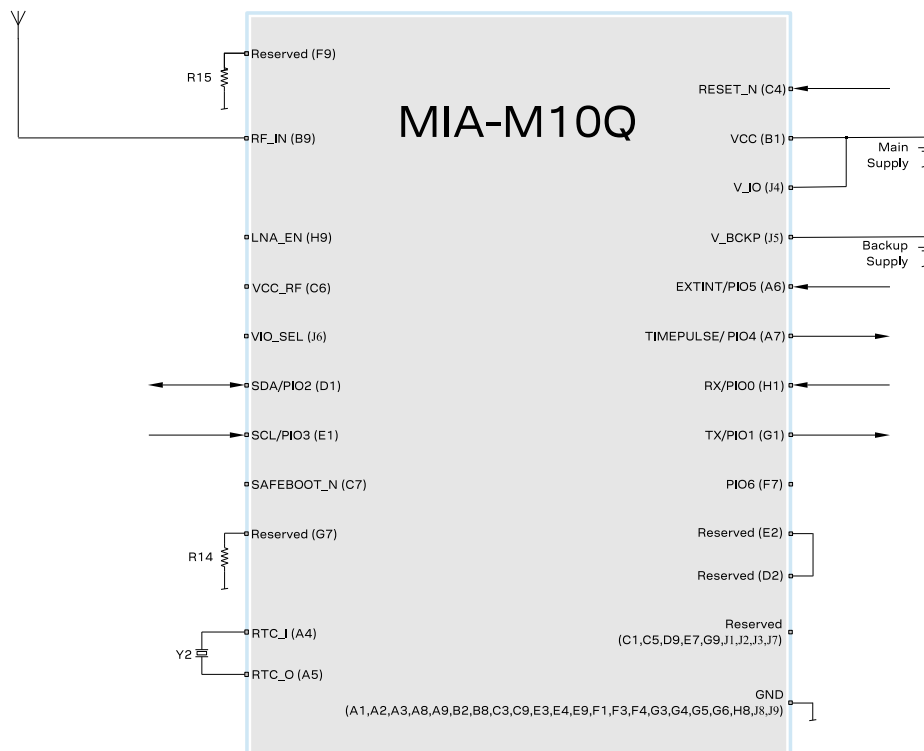 Reserved (F9)
R15
MIA-M10Q
RESET_N (C4)
RF_IN (B9)
VCC (B1)
Main
Supply
V_IO (J4)
LNA_EN (H9)
V_BCKP (J5)
Backup
Supply
VCC_RF (C6)
EXTINT/PIO5 (A6)
VIO_SEL (J6)
TIMEPULSE/ PIO4 (A7)
SDA/PIO2 (D1)
RX/PIO0 (H1)
SCL/PIO3 (E1)
TX/PIO1 (G1)
SAFEBOOT_N (C7)
PIO6 (F7)
Reserved (G7)
R14
Reserved (E2)
Reserved (D2)
RTC_I (A4)
Y2
RTC_O (A5)
Reserved
(C1,C5,D9,E7,G9,J1,J2,J3,J7)
GND
(A1,A2,A3,A8,A9,B2,B8,C3,C9,E3,E4,E9,F1,F3,F4,G3,G4,G5,G6,H8,J8,J9)